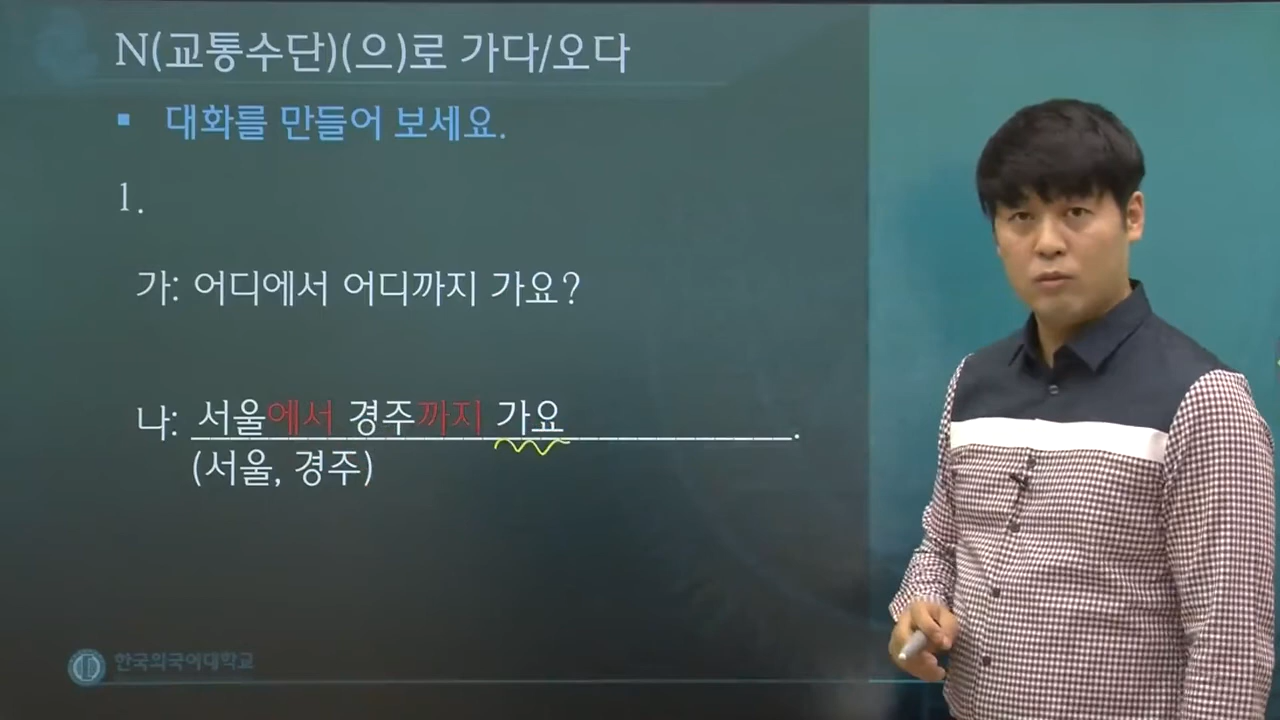 N(교통수단)(으)로 가다/오다
▪ 대화를 만들어 보세요.
1.
가: 어디에서 어디까지 가요?
나: 서울에서 경주까지 가요.
(서울, 경주)
한국외국어대학교